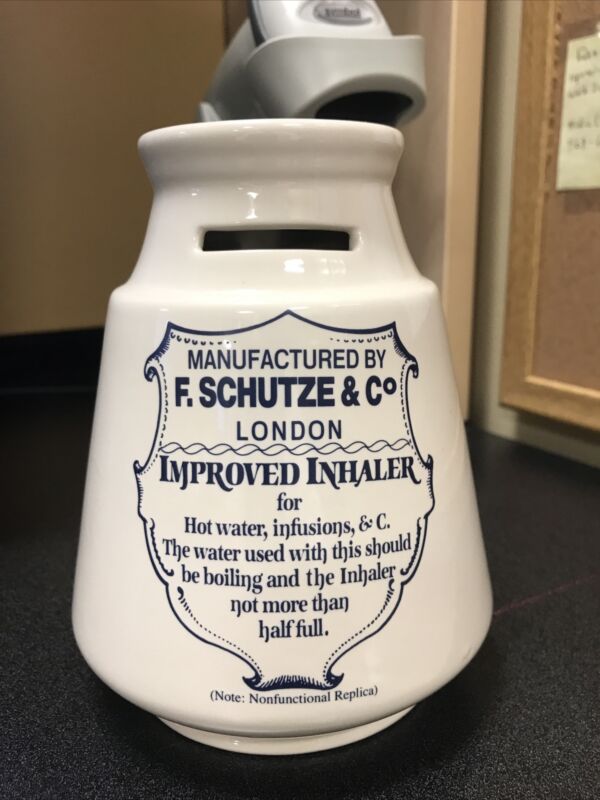 MANUFACTURED BY
F. SCHUTZE & Cº
LONDON
IMPROVED INHALER
for
Hot water, infusions, & C.
The water used with this should
be boiling and the Inhaler
not more than
half full.
(Note: Nonfunctional Replica)